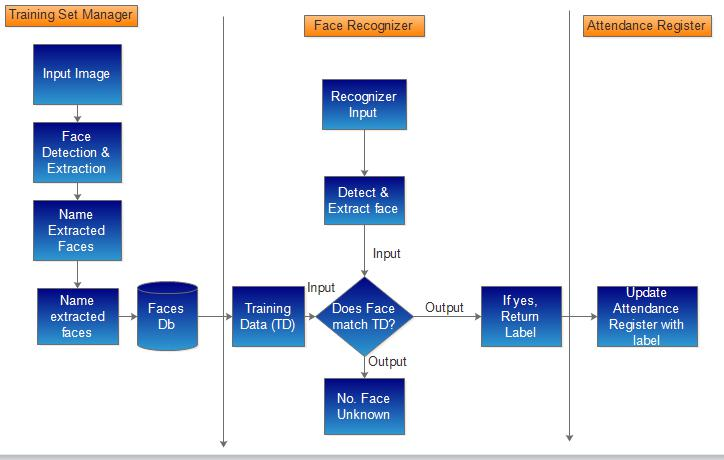 Training Set Manager
Face Recognizer
Attendance Register
Input Image
Face
Detection &
Extraction
Name
Extracted
Faces
Name
extracted
faces
Faces
Db
Recognizer
Input
Detect &
Extract face
Input
Training
Data (TD)
Input
Does Face
match TD?
Output
Output
No. Face
Unknown
If yes,
Return
Label
Update
Attendance
Register with
label